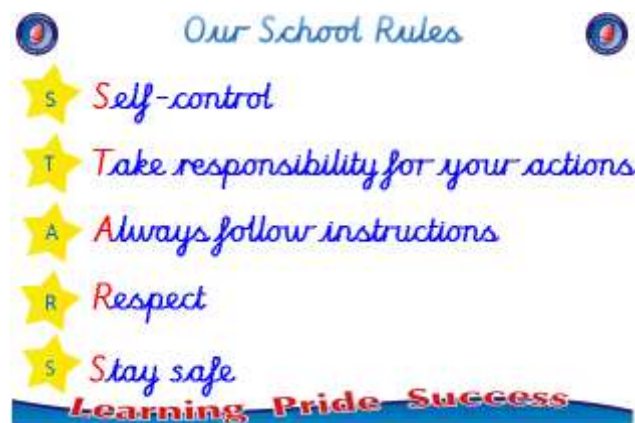 Our School Rules
S Self-control
T Take responsibility for your actions
A Always follow instructions
R Respect
S Stay safe
Learning Pride Success